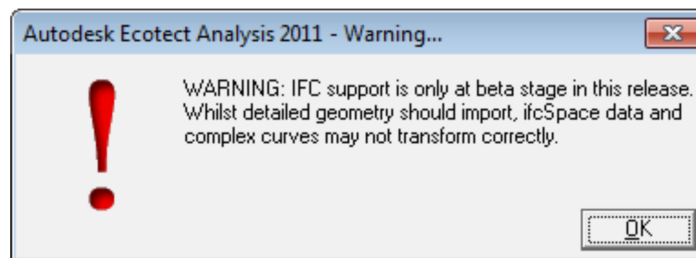 Autodesk Ecotect Analysis 2011 - Warning...
WARNING: IFC support is only at beta stage in this release.
Whilst detailed geometry should import, ifcSpace data and
complex curves may not transform correctly.
OK